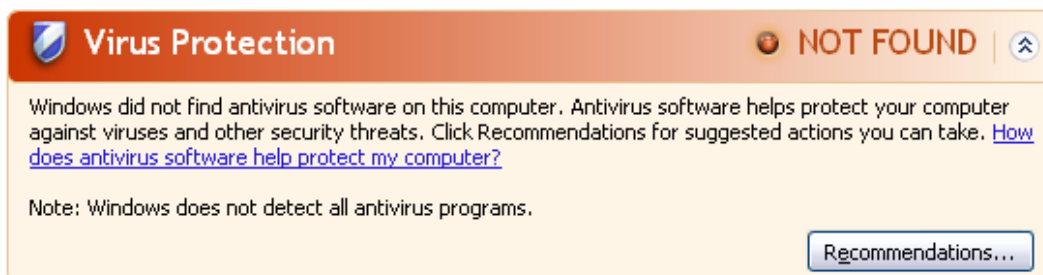 Virus Protection NOT FOUND
Windows did not find antivirus software on this computer. Antivirus software helps protect your computer
against viruses and other security threats. Click Recommendations for suggested actions you can take. How
does antivirus software help protect my computer?
Note: Windows does not detect all antivirus programs.
Recommendations...